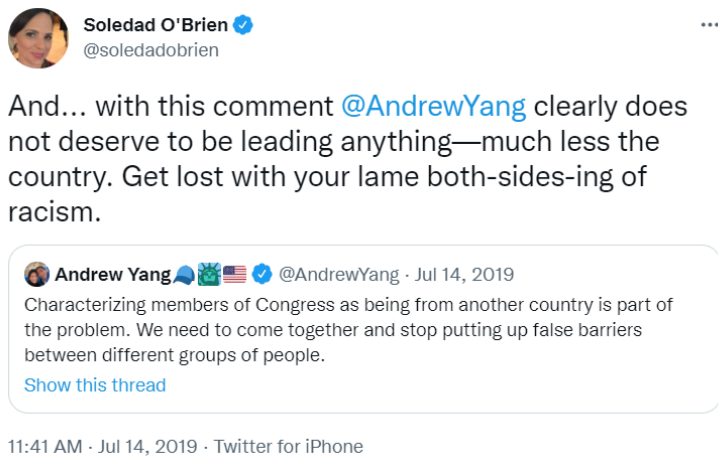 Soledad O'Brien
@soledadobrien
And... with this comment @AndrewYang clearly does
not deserve to be leading anything—much less the
country. Get lost with your lame both-sides-ing of
racism.
Andrew Yang🧢🗽🇺🇸 @AndrewYang · Jul 14, 2019
Characterizing members of Congress as being from another country is part of
the problem. We need to come together and stop putting up false barriers
between different groups of people.
Show this thread
11:41 AM · Jul 14, 2019 · Twitter for iPhone